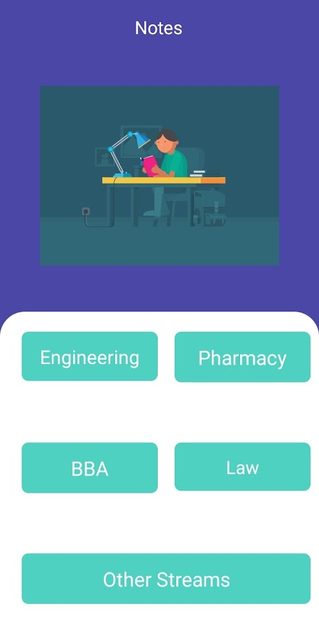 Notes
Engineering
Pharmacy
BBA
Law
Other Streams